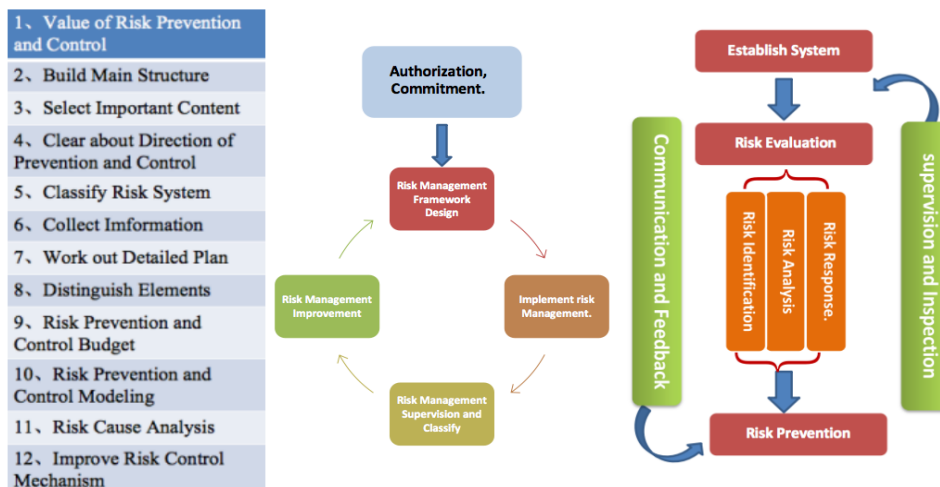 1、Value of Risk Prevention
and Control
2、Build Main Structure
3、Select Important Content
4、Clear about Direction of
Prevention and Control
5、Classify Risk System
6、Collect Imformation
7、Work out Detailed Plan
8、Distinguish Elements
9、Risk Prevention and
Control Budget
10、Risk Prevention and
Control Modeling
11、Risk Cause Analysis
12、Improve Risk Control
Mechanism
Authorization,
Commitment.
Risk Management
Framework
Design
Implement risk
Management.
Risk Management
Supervision and
Classify
Risk Management
Improvement
Establish System
Risk Evaluation
Risk Identification
Risk Analysis
Risk Response.
Risk Prevention
Communication and Feedback
supervision and Inspection